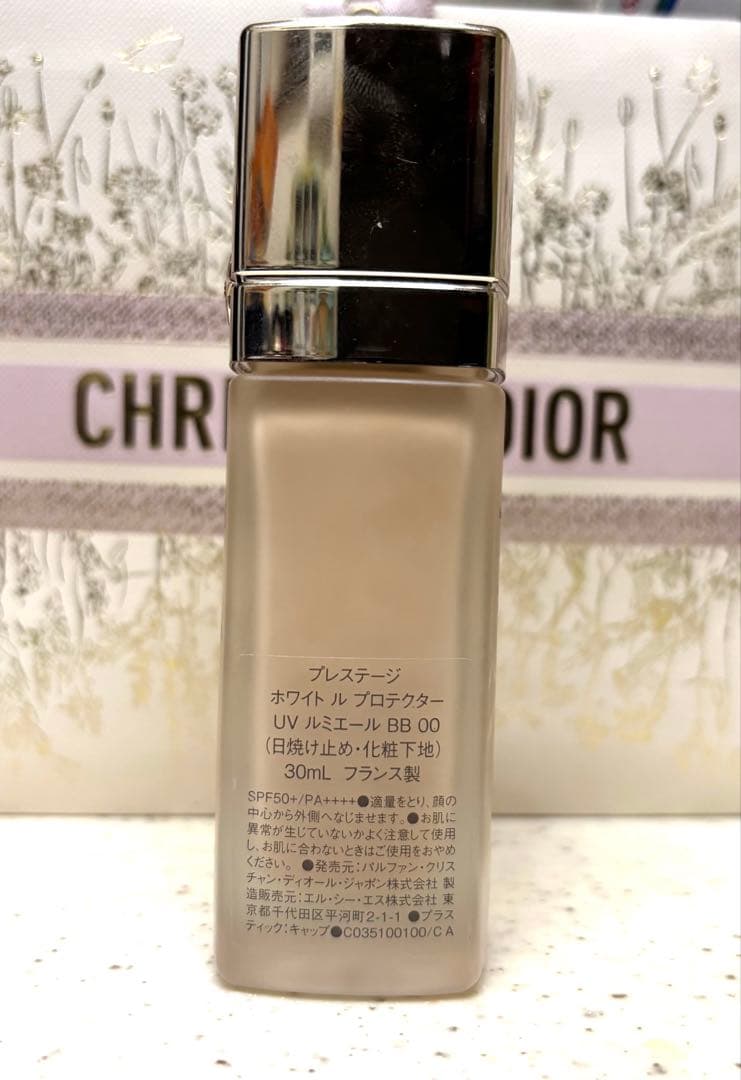 CHRI DIOR
プレステージ
ホワイト ル プロテクター
UV ルミエール BB 00
(日焼け止め・化粧下地)
30mL フランス製
SPF50+/PA++++●適量をとり、顔の
中心から外側へなじませます。●お肌に
異常が生じていないかよく注意して使用
し、お肌に合わないときはご使用をおやめ
ください。 ●発売元:パルファン・クリス
チャン・ディオール・ジャポン株式会社 製
造販売元:エル・シー・エス株式会社 東
京都千代田区平河町2-1-1 ●プラス
ティック:キャップ●C035100100/C A